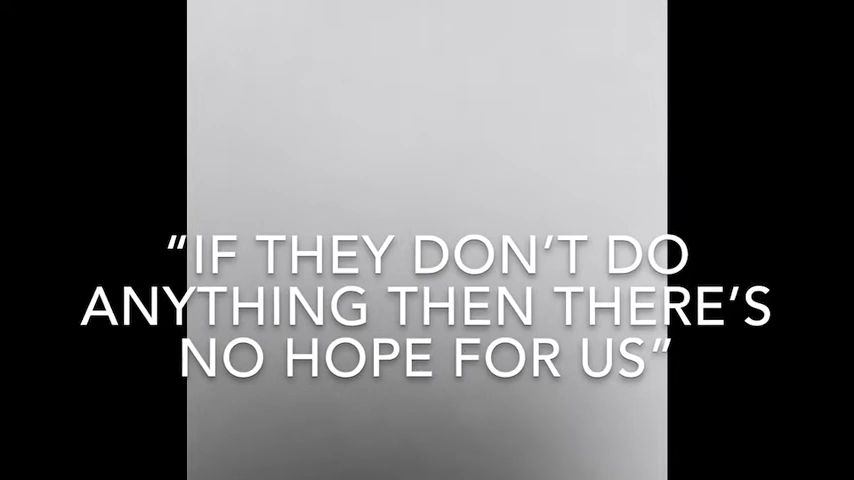 “IF THEY DON’T DO
ANYTHING THEN THERE’S
NO HOPE FOR US”